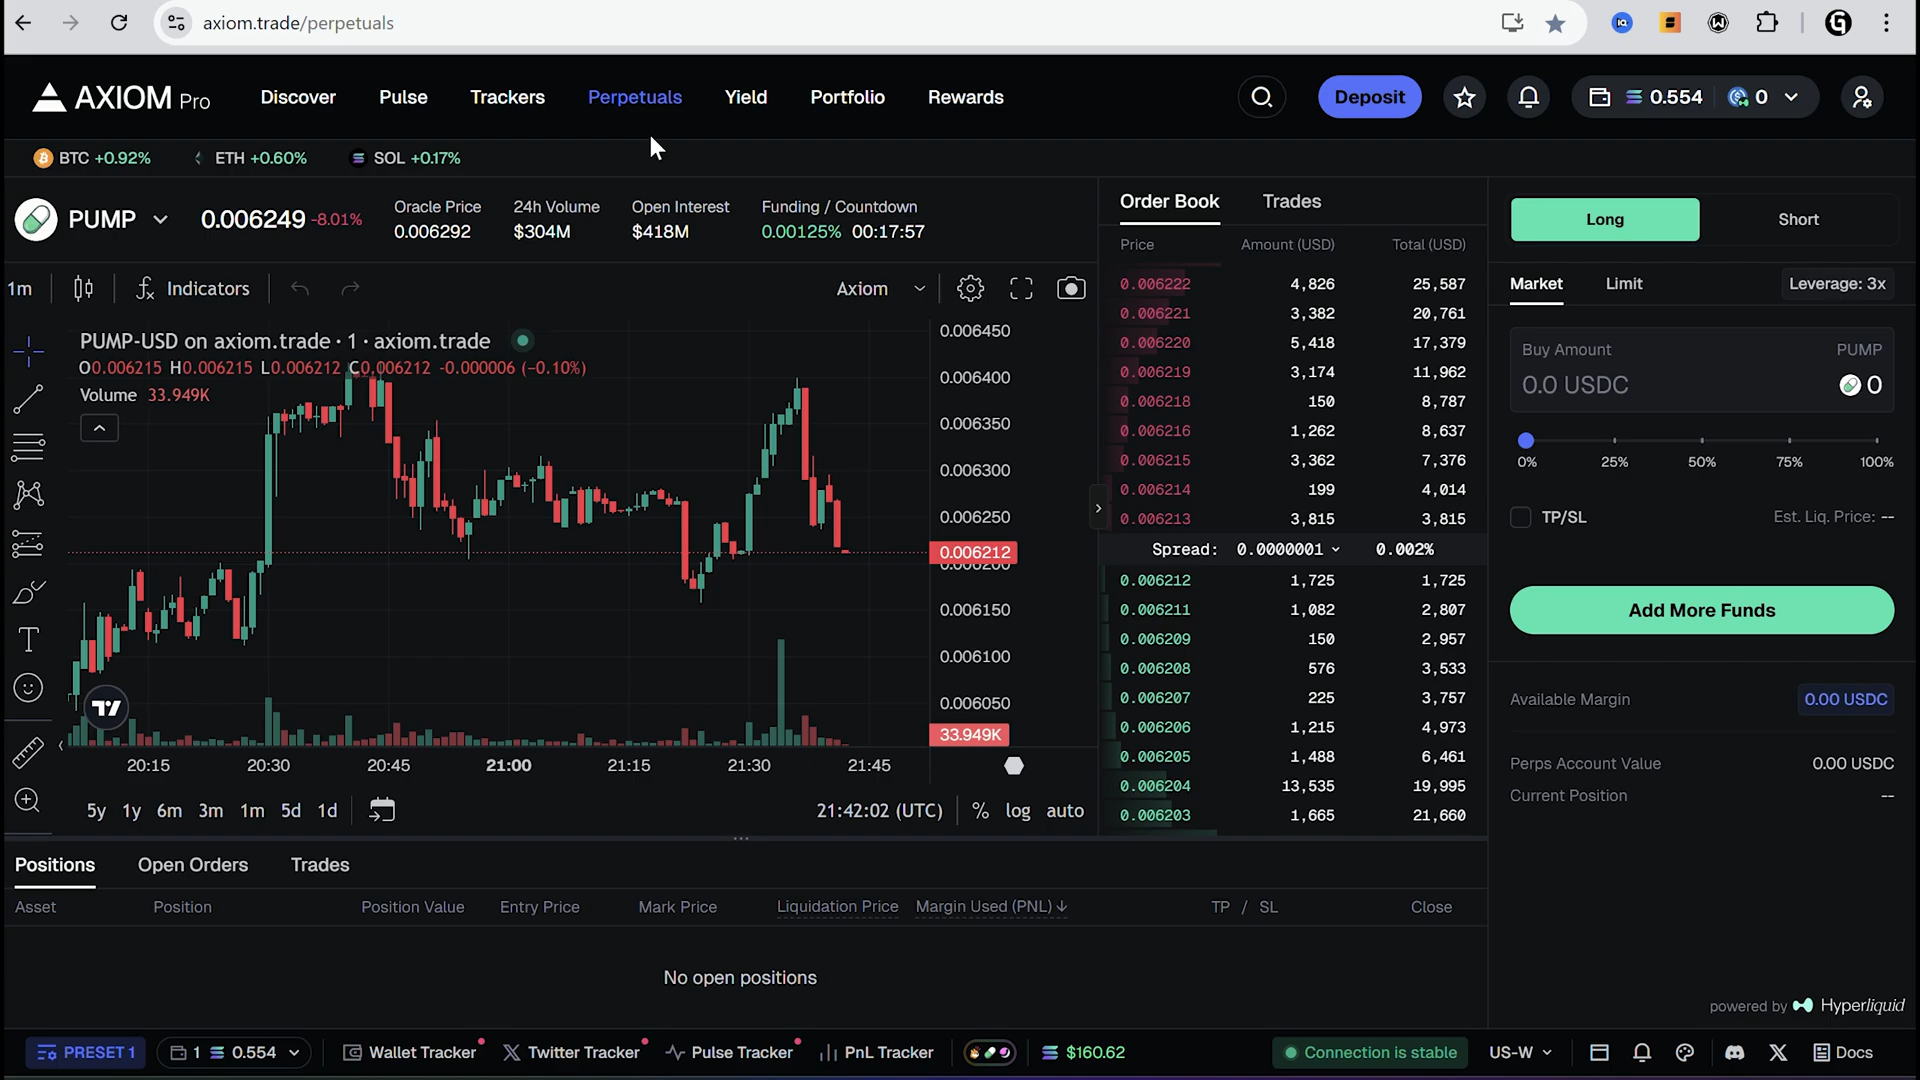 axiom.trade/perpetuals
AXIOM Pro Discover Pulse Trackers Perpetuals Yield Portfolio Rewards Deposit 0.554 0
BTC +0.92% ETH +0.60% SOL +0.17%
PUMP 0.006249 -8.01%
Oracle Price 24h Volume Open Interest Funding / Countdown
0.006292 $304M $418M 0.00125% 00:17:57
1m Indicators Axiom
PUMP-USD on axiom.trade · 1 · axiom.trade
O0.006215 H0.006215 L0.006212 C0.006212 -0.000006 (−0.10%)
Volume 33.949K
0.006450
0.006400
0.006350
0.006300
0.006250
0.006212
0.006200
0.006150
0.006100
0.006050
33.949K
20:15 20:30 20:45 21:00 21:15 21:30 21:45
5y 1y 6m 3m 1m 5d 1d 21:42:02 (UTC) % log auto
Order Book Trades
Price Amount (USD) Total (USD)
0.006222 4,826 25,587
0.006221 3,382 20,761
0.006220 5,418 17,379
0.006219 3,174 11,962
0.006218 150 8,787
0.006216 1,262 8,637
0.006215 3,362 7,376
0.006214 199 4,014
0.006213 3,815 3,815
Spread: 0.0000001 0.002%
0.006212 1,725 1,725
0.006211 1,082 2,807
0.006209 150 2,957
0.006208 576 3,533
0.006207 225 3,757
0.006206 1,215 4,973
0.006205 1,488 6,461
0.006204 13,535 19,995
0.006203 1,665 21,660
Long Short
Market Limit Leverage: 3x
Buy Amount PUMP
0.0 USDC 0
0% 25% 50% 75% 100%
TP/SL Est. Liq. Price: --
Add More Funds
Available Margin 0.00 USDC
Perps Account Value 0.00 USDC
Current Position --
Positions Open Orders Trades
Asset Position Position Value Entry Price Mark Price Liquidation Price Margin Used (PNL) TP / SL Close
No open positions
powered by Hyperliquid
PRESET 1 1 0.554 Wallet Tracker Twitter Tracker Pulse Tracker PnL Tracker $160.62 Connection is stable US-W Docs